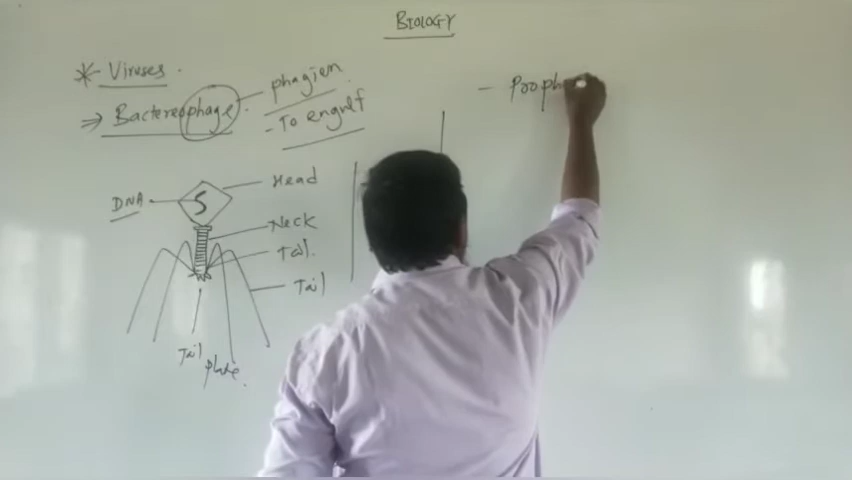 BIOLOGY
* Viruses.
⇒ Bactereophage.
phagien
- To engulf
- Proph
DNA
S
Head
Neck
Tail.
Tail
Tail
plate.